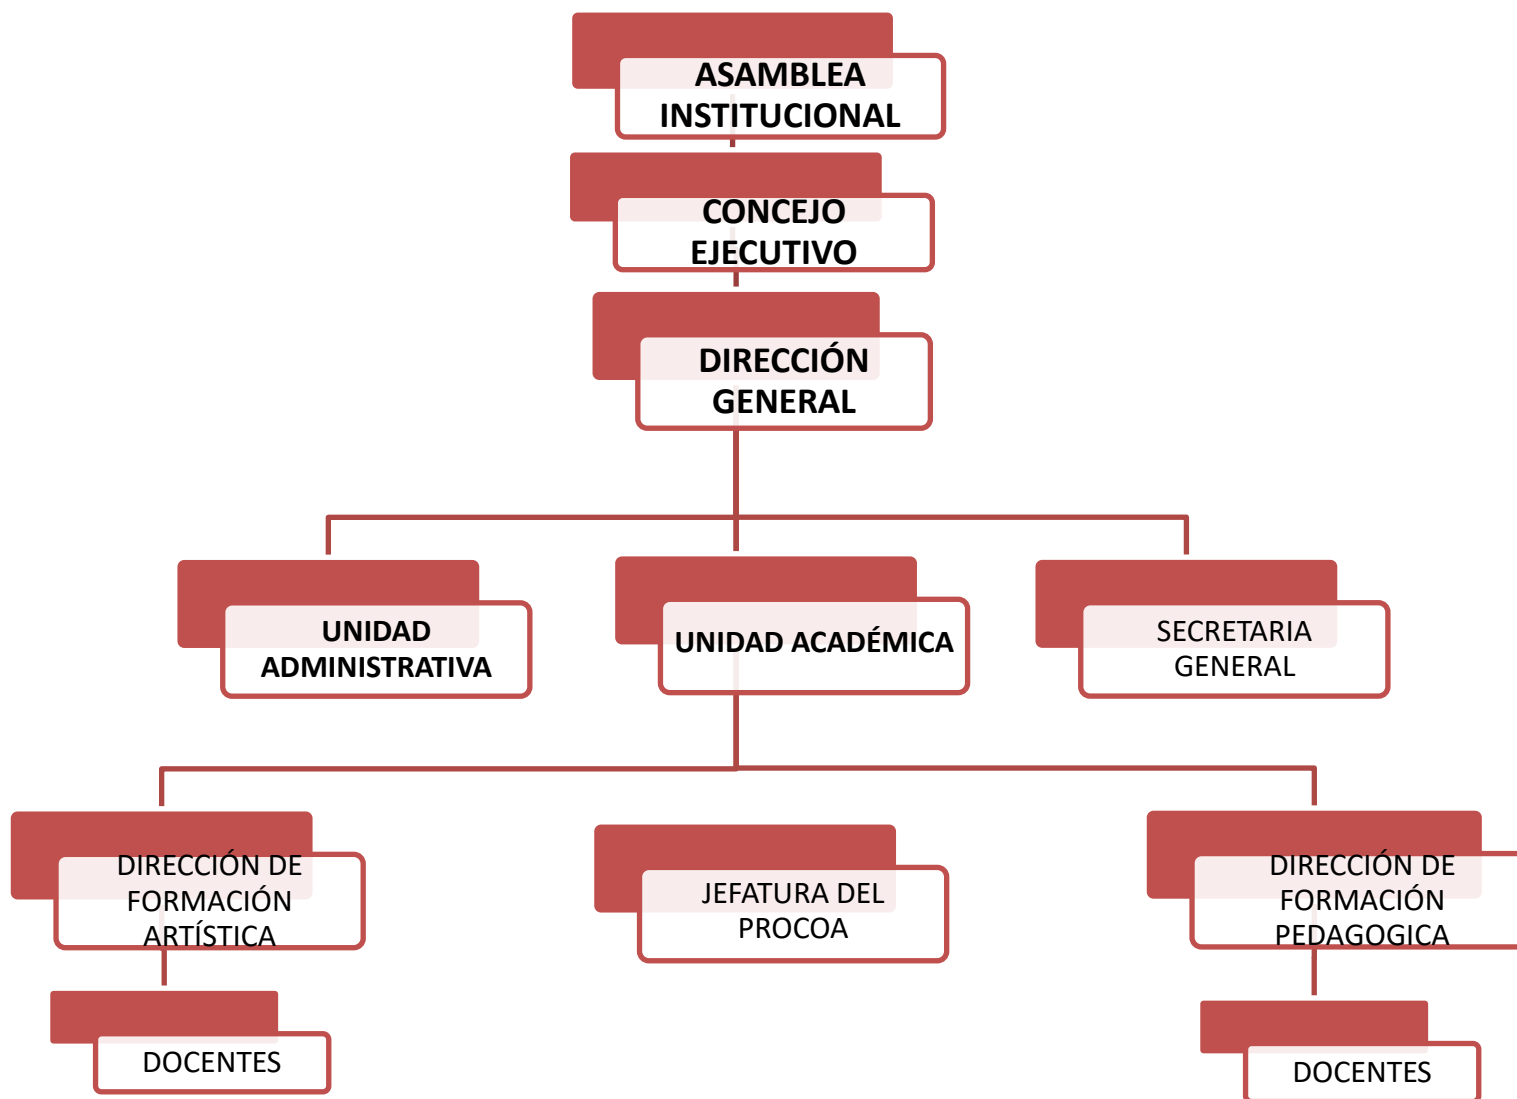 ASAMBLEA
INSTITUCIONAL
CONCEJO
EJECUTIVO
DIRECCIÓN
GENERAL
UNIDAD
ADMINISTRATIVA
UNIDAD ACADÉMICA
SECRETARIA
GENERAL
DIRECCIÓN DE
FORMACIÓN
ARTÍSTICA
JEFATURA DEL
PROCOA
DIRECCIÓN DE
FORMACIÓN
PEDAGOGICA
DOCENTES
DOCENTES